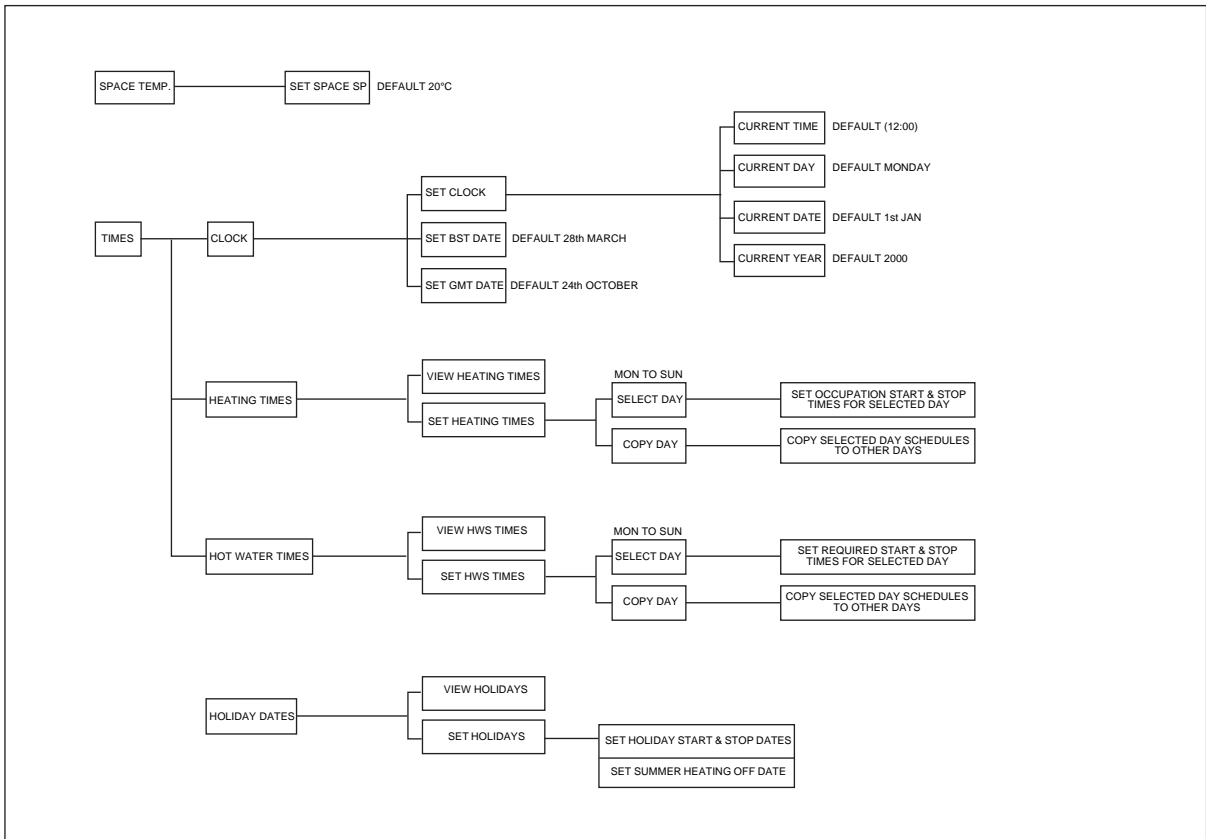 SPACE TEMP.
SET SPACE SP
DEFAULT 20°C
CURRENT TIME
DEFAULT (12:00)
CURRENT DAY
DEFAULT MONDAY
SET CLOCK
CURRENT DATE
DEFAULT 1st JAN
TIMES
CLOCK
SET BST DATE
DEFAULT 28th MARCH
CURRENT YEAR
DEFAULT 2000
SET GMT DATE
DEFAULT 24th OCTOBER
HEATING TIMES
VIEW HEATING TIMES
SET HEATING TIMES
MON TO SUN
SELECT DAY
SET OCCUPATION START & STOP
TIMES FOR SELECTED DAY
COPY DAY
COPY SELECTED DAY SCHEDULES
TO OTHER DAYS
HOT WATER TIMES
VIEW HWS TIMES
SET HWS TIMES
MON TO SUN
SELECT DAY
SET REQUIRED START & STOP
TIMES FOR SELECTED DAY
COPY DAY
COPY SELECTED DAY SCHEDULES
TO OTHER DAYS
HOLIDAY DATES
VIEW HOLIDAYS
SET HOLIDAYS
SET HOLIDAY START & STOP DATES
SET SUMMER HEATING OFF DATE